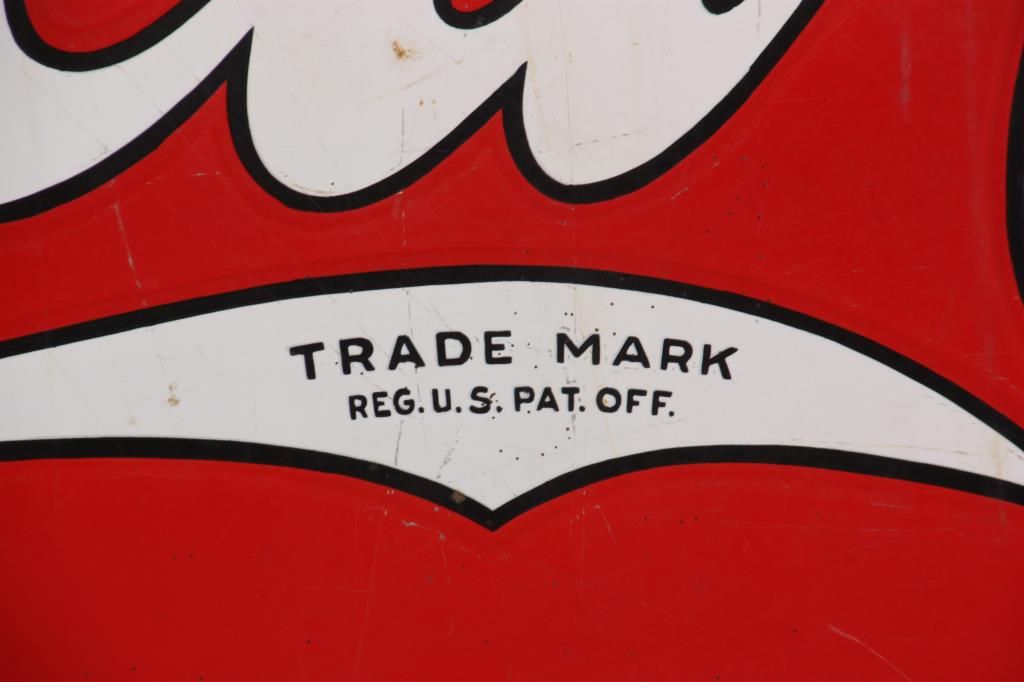 TRADE MARK
REG. U. S. PAT. OFF.